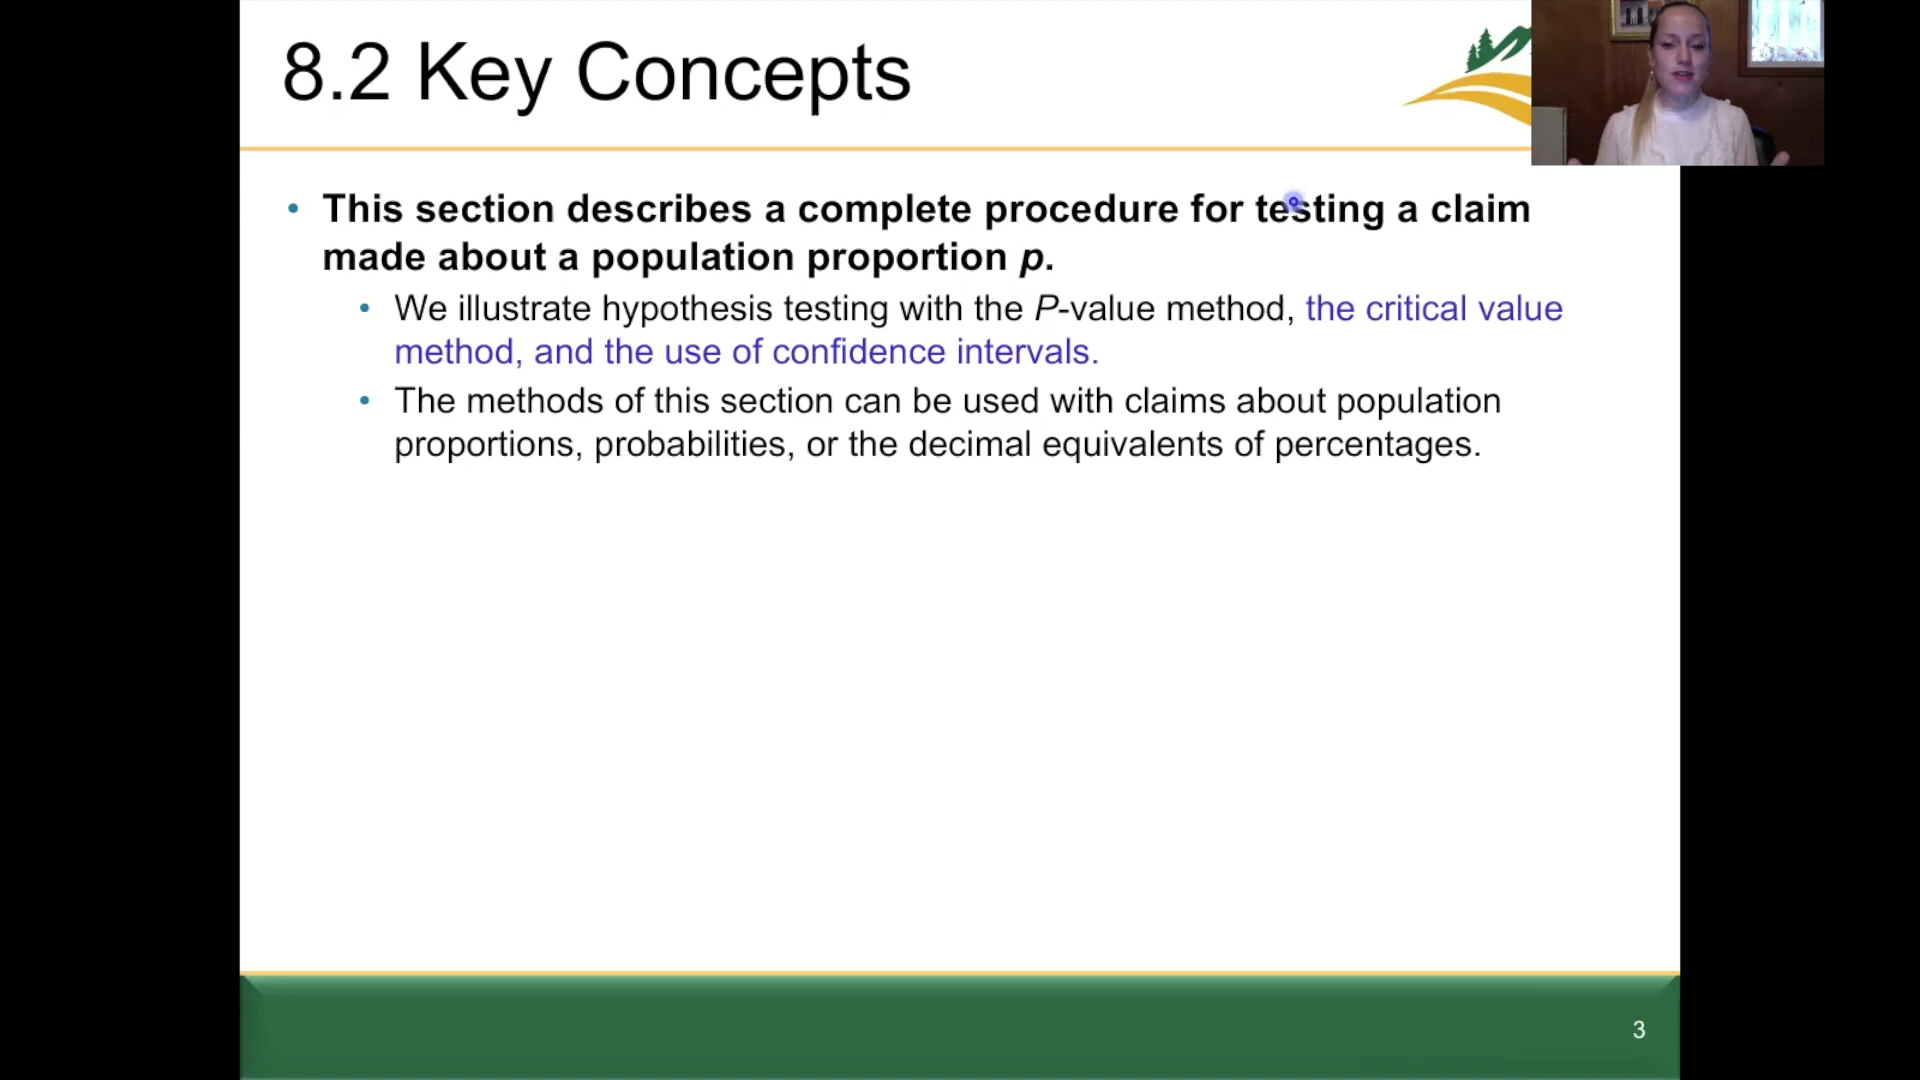 8.2 Key Concepts
• This section describes a complete procedure for testing a claim
made about a population proportion p.
• We illustrate hypothesis testing with the P-value method, the critical value
method, and the use of confidence intervals.
• The methods of this section can be used with claims about population
proportions, probabilities, or the decimal equivalents of percentages.
3